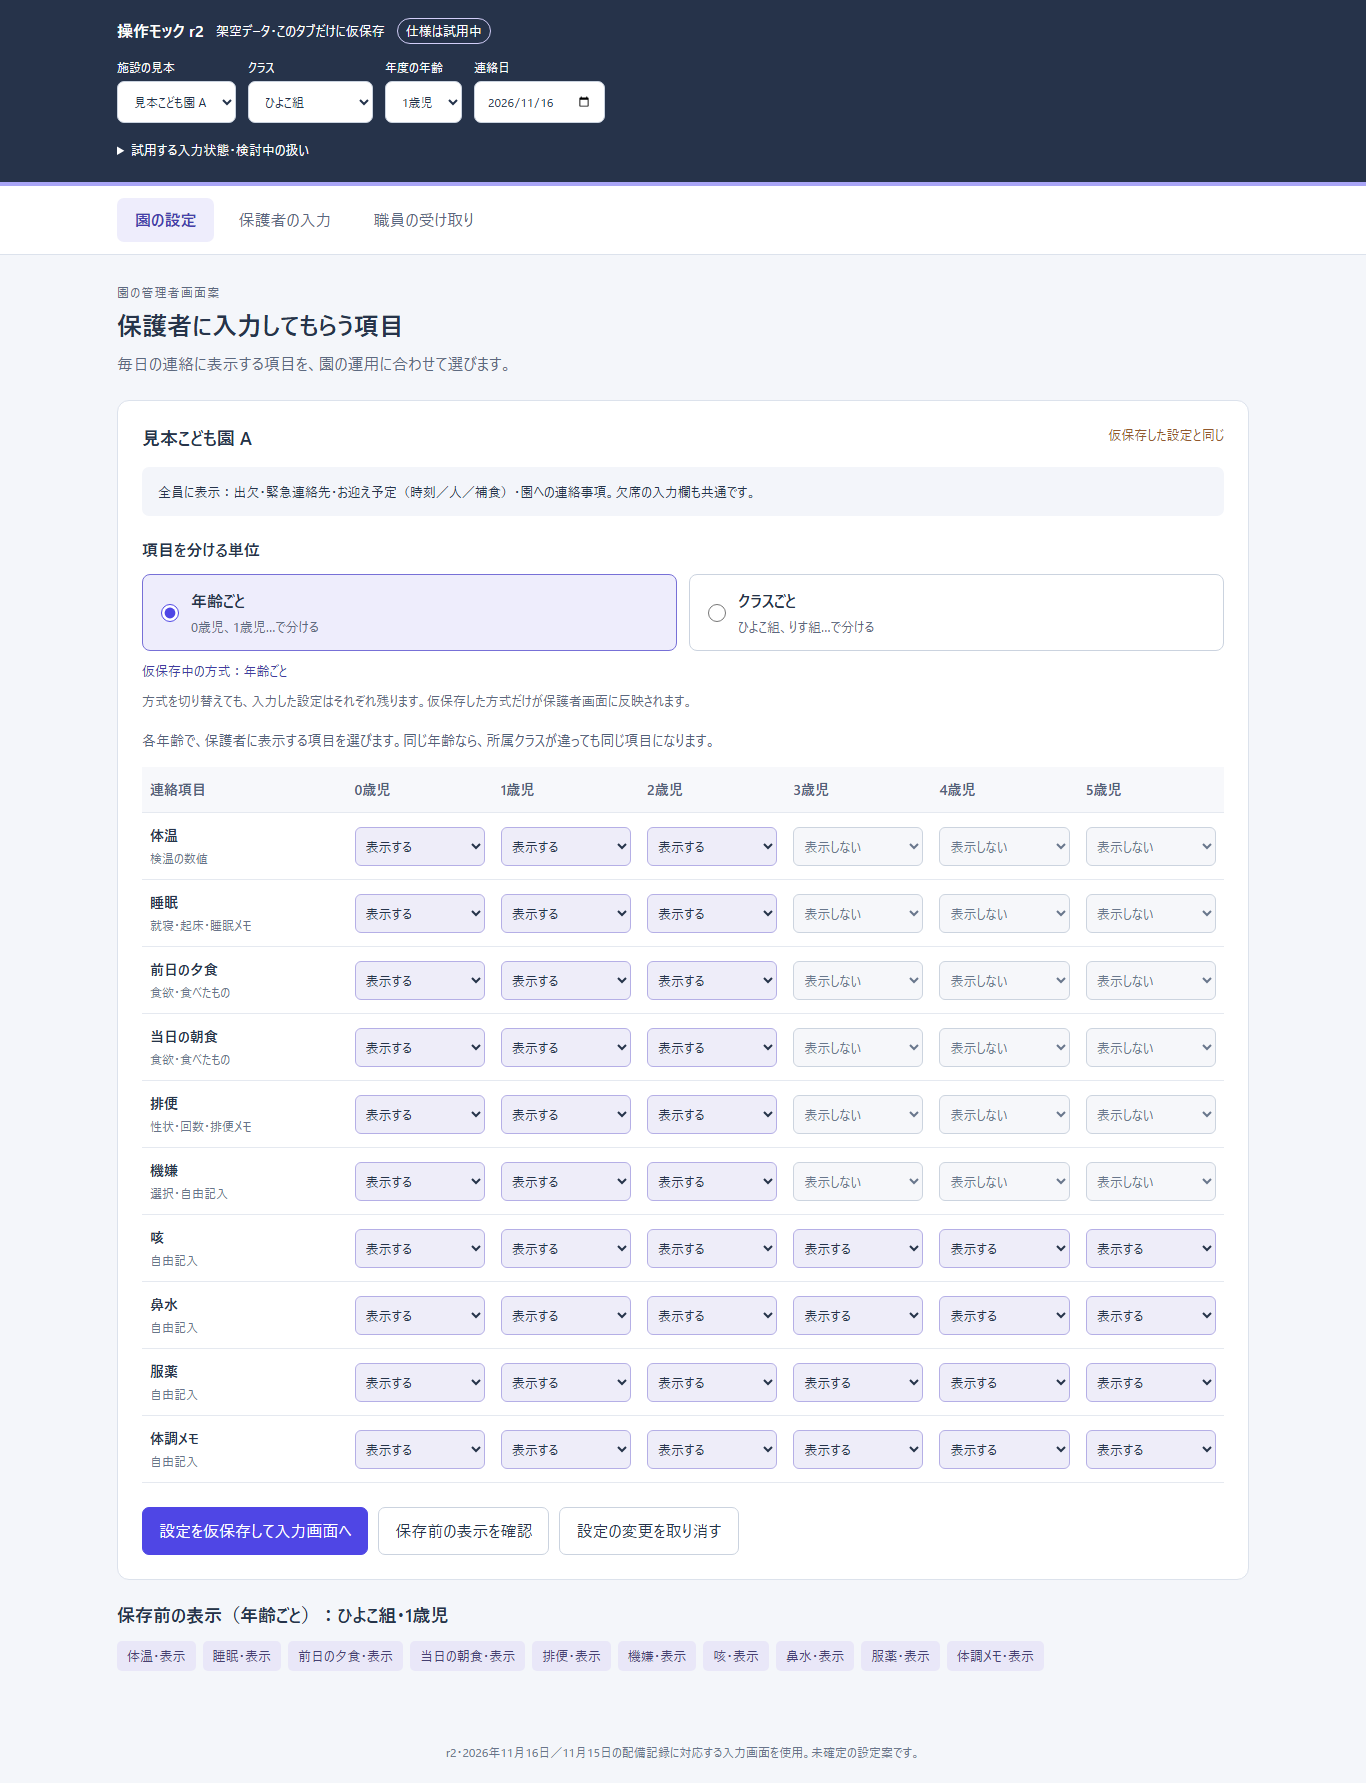 操作モック r2 架空データ・このタブだけに仮保存 仕様は試用中
施設の見本 クラス 年度の年齢 連絡日
見本こども園 A ひよこ組 1歳児 2026/11/16
▶ 試用する入力状態・検討中の扱い
園の設定 保護者の入力 職員の受け取り
園の管理者画面案
保護者に入力してもらう項目
毎日の連絡に表示する項目を、園の運用に合わせて選びます。
見本こども園 A 仮保存した設定と同じ
全員に表示：出欠・緊急連絡先・お迎え予定（時刻／人／補食）・園への連絡事項。欠席の入力欄も共通です。
項目を分ける単位
年齢ごと
0歳児、1歳児…で分ける
クラスごと
ひよこ組、りす組…で分ける
仮保存中の方式：年齢ごと
方式を切り替えても、入力した設定はそれぞれ残ります。仮保存した方式だけが保護者画面に反映されます。
各年齢で、保護者に表示する項目を選びます。同じ年齢なら、所属クラスが違っても同じ項目になります。
連絡項目 0歳児 1歳児 2歳児 3歳児 4歳児 5歳児
体温 表示する 表示する 表示する 表示しない 表示しない 表示しない
検温の数値
睡眠 表示する 表示する 表示する 表示しない 表示しない 表示しない
就寝・起床・睡眠メモ
前日の夕食 表示する 表示する 表示する 表示しない 表示しない 表示しない
食欲・食べたもの
当日の朝食 表示する 表示する 表示する 表示しない 表示しない 表示しない
食欲・食べたもの
排便 表示する 表示する 表示する 表示しない 表示しない 表示しない
性状・回数・排便メモ
機嫌 表示する 表示する 表示する 表示しない 表示しない 表示しない
選択・自由記入
咳 表示する 表示する 表示する 表示する 表示する 表示する
自由記入
鼻水 表示する 表示する 表示する 表示する 表示する 表示する
自由記入
服薬 表示する 表示する 表示する 表示する 表示する 表示する
自由記入
体調メモ 表示する 表示する 表示する 表示する 表示する 表示する
自由記入
設定を仮保存して入力画面へ 保存前の表示を確認 設定の変更を取り消す
保存前の表示（年齢ごと）：ひよこ組・1歳児
体温・表示 睡眠・表示 前日の夕食・表示 当日の朝食・表示 排便・表示 機嫌・表示 咳・表示 鼻水・表示 服薬・表示 体調メモ・表示
r2・2026年11月16日／11月15日の配備記録に対応する入力画面を使用。未確定の設定案です。